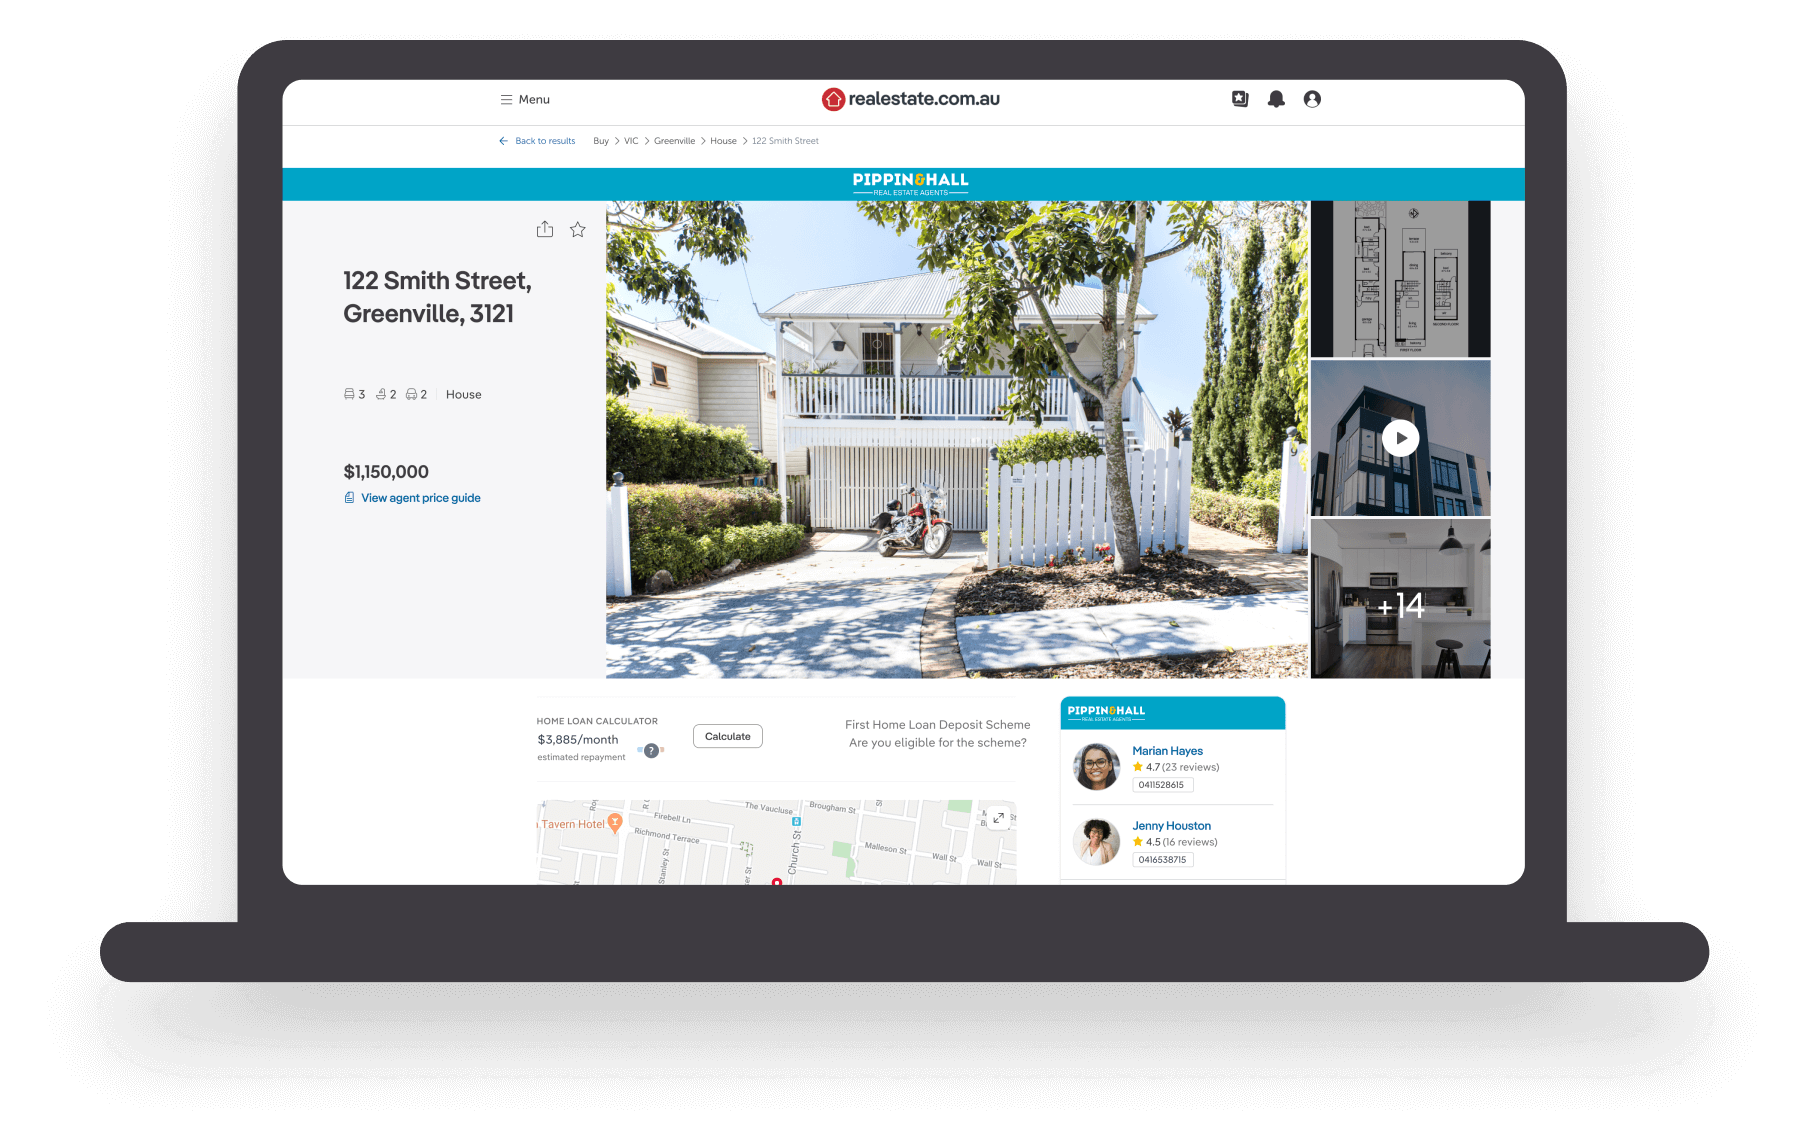 Menu
realestate.com.au
Back to results
Buy > VIC > Greenville > House > 122 Smith Street
PIPPIN&HALL
REAL ESTATE AGENTS
122 Smith Street,
Greenville, 3121
3 2 2 House
$1,150,000
View agent price guide
+14
HOME LOAN CALCULATOR
$3,885/month
estimated repayment
?
Calculate
First Home Loan Deposit Scheme
Are you eligible for the scheme?
PIPPIN&HALL
REAL ESTATE AGENTS
Marian Hayes
4.7 (23 reviews)
0411528615
Jenny Houston
4.5 (16 reviews)
0416538715
The Vaucluse
Brougham St
Firebell Ln
Tavern Hotel
Richmond Terrace
Stanley St
Church St
Malleson St
Wall St
Wall St